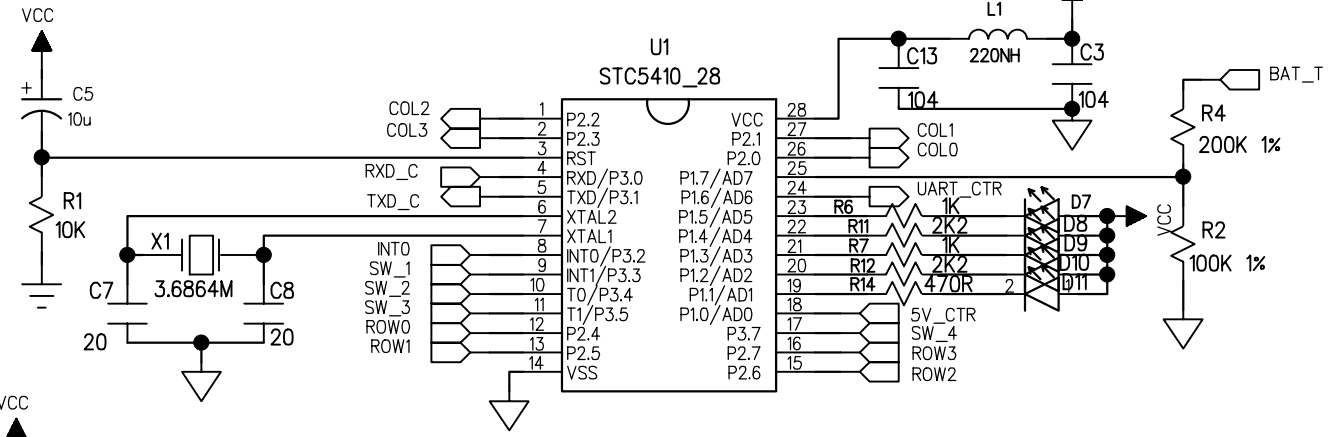 VCC
+
C5
10u
R1
10K
X1
3.6864M
C7
20
C8
20
VCC
U1
STC5410_28
COL2 1 P2.2
COL3 2 P2.3
3 RST
RXD_C 4 RXD/P3.0
TXD_C 5 TXD/P3.1
6 XTAL2
7 XTAL1
INT0 8 INT0/P3.2
SW_1 9 INT1/P3.3
SW_2 10 T0/P3.4
SW_3 11 T1/P3.5
ROW0 12 P2.4
ROW1 13 P2.5
14 VSS
VCC 28
P2.1 27 COL1
P2.0 26 COL0
P1.7/AD7 25
P1.6/AD6 24 UART_CTR
P1.5/AD5 23 R6 1K D7
P1.4/AD4 22 R11 2K2 D8
P1.3/AD3 21 R7 1K D9
P1.2/AD2 20 R12 2K2 D10
P1.1/AD1 19 R14 470R 2 1 D11
P1.0/AD0 18 5V_CTR
P3.7 17 SW_4
P2.7 16 ROW3
P2.6 15 ROW2
VCC
L1
220NH
C13
104
C3
104
BAT_T
R4
200K 1%
R2
100K 1%